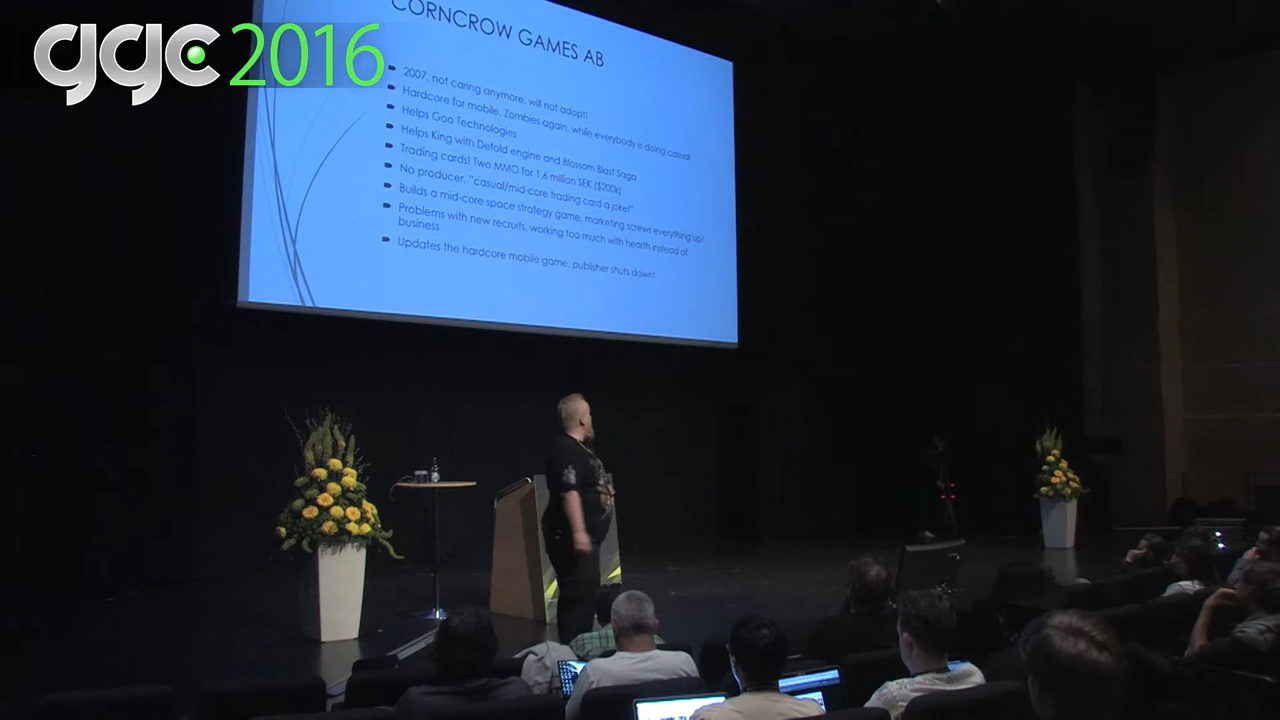 ggc 2016
CORNCROW GAMES AB
2007, not caring anymore, will not adopt!
Hardcore for mobile, Zombies again, while everybody is doing casual
Helps Goo Technologies
Helps King with Defold engine and Blossom Blast Saga
Trading cards! Two MMO for 1.6 million SEK ($200k)
No producer, "casual/mid-core trading card a joke!"
Builds a mid-core space strategy game, marketing screws everything up!
Problems with new recruits, working too much with hearth instead of
business
Updates the hardcore mobile game, publisher shuts down!